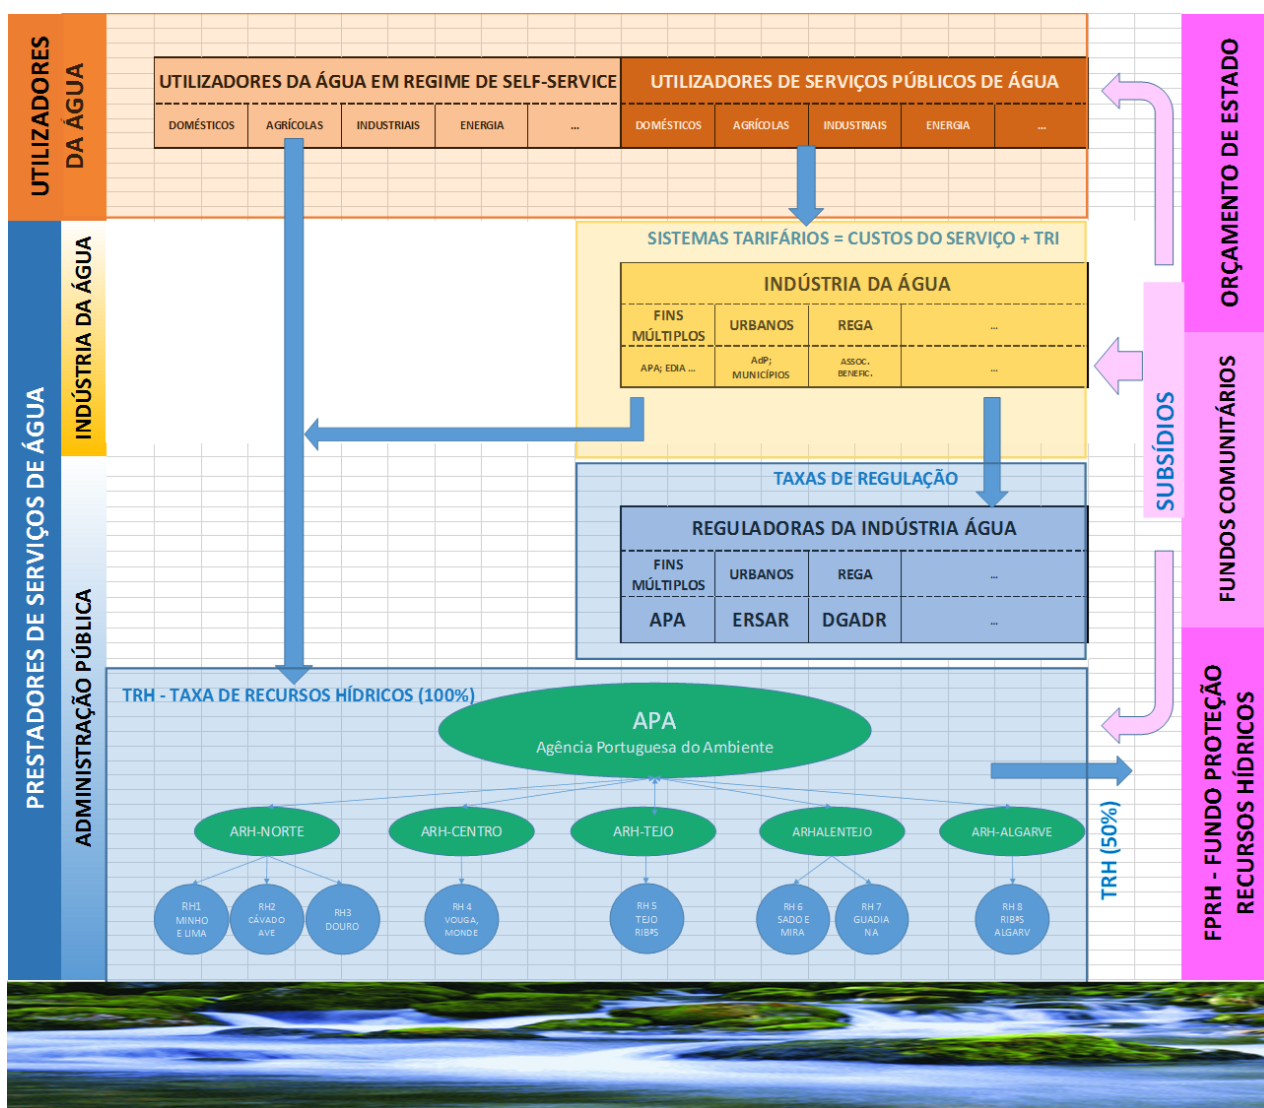 UTILIZADORES
DA ÁGUA
UTILIZADORES DA ÁGUA EM REGIME DE SELF-SERVICE
UTILIZADORES DE SERVIÇOS PÚBLICOS DE ÁGUA
DOMÉSTICOS
AGRÍCOLAS
INDUSTRIAIS
ENERGIA
...
DOMÉSTICOS
AGRÍCOLAS
INDUSTRIAIS
ENERGIA
...
PRESTADORES DE SERVIÇOS DE ÁGUA
INDÚSTRIA DA ÁGUA
SISTEMAS TARIFÁRIOS = CUSTOS DO SERVIÇO + TRI
INDÚSTRIA DA ÁGUA
FINS
MÚLTIPLOS
URBANOS
REGA
...
APA; EDIA ...
AdP;
MUNICÍPIOS
ASSOC.
BENEFIC.
...
ADMINISTRAÇÃO PÚBLICA
TAXAS DE REGULAÇÃO
REGULADORAS DA INDÚSTRIA ÁGUA
FINS
MÚLTIPLOS
URBANOS
REGA
...
APA
ERSAR
DGADR
...
TRH - TAXA DE RECURSOS HÍDRICOS (100%)
APA
Agência Portuguesa do Ambiente
ARH-NORTE
ARH-CENTRO
ARH-TEJO
ARHALENTEJO
ARH-ALGARVE
RH1
MINHO
E LIMA
RH2
CÁVADO
AVE
RH3
DOURO
RH 4
VOUGA,
MONDE
RH 5
TEJO
RIBªS
RH 6
SADO E
MIRA
RH 7
GUADIA
NA
RH 8
RIBªS
ALGARV
TRH (50%)
SUBSÍDIOS
ORÇAMENTO DE ESTADO
FUNDOS COMUNITÁRIOS
FPRH - FUNDO PROTEÇÃO
RECURSOS HÍDRICOS